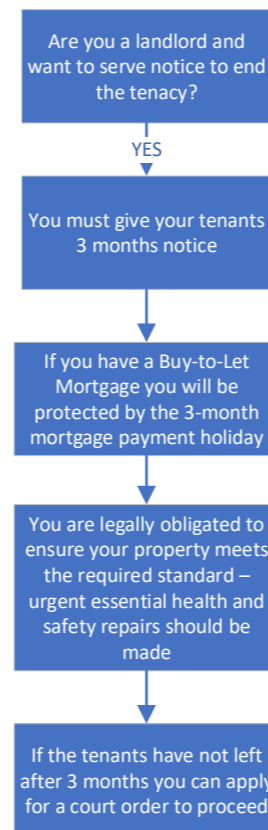 Are you a landlord and
want to serve notice to end
the tenacy?
YES
You must give your tenants
3 months notice
If you have a Buy-to-Let
Mortgage you will be
protected by the 3-month
mortgage payment holiday
You are legally obligated to
ensure your property meets
the required standard –
urgent essential health and
safety repairs should be
made
If the tenants have not left
after 3 months you can apply
for a court order to proceed